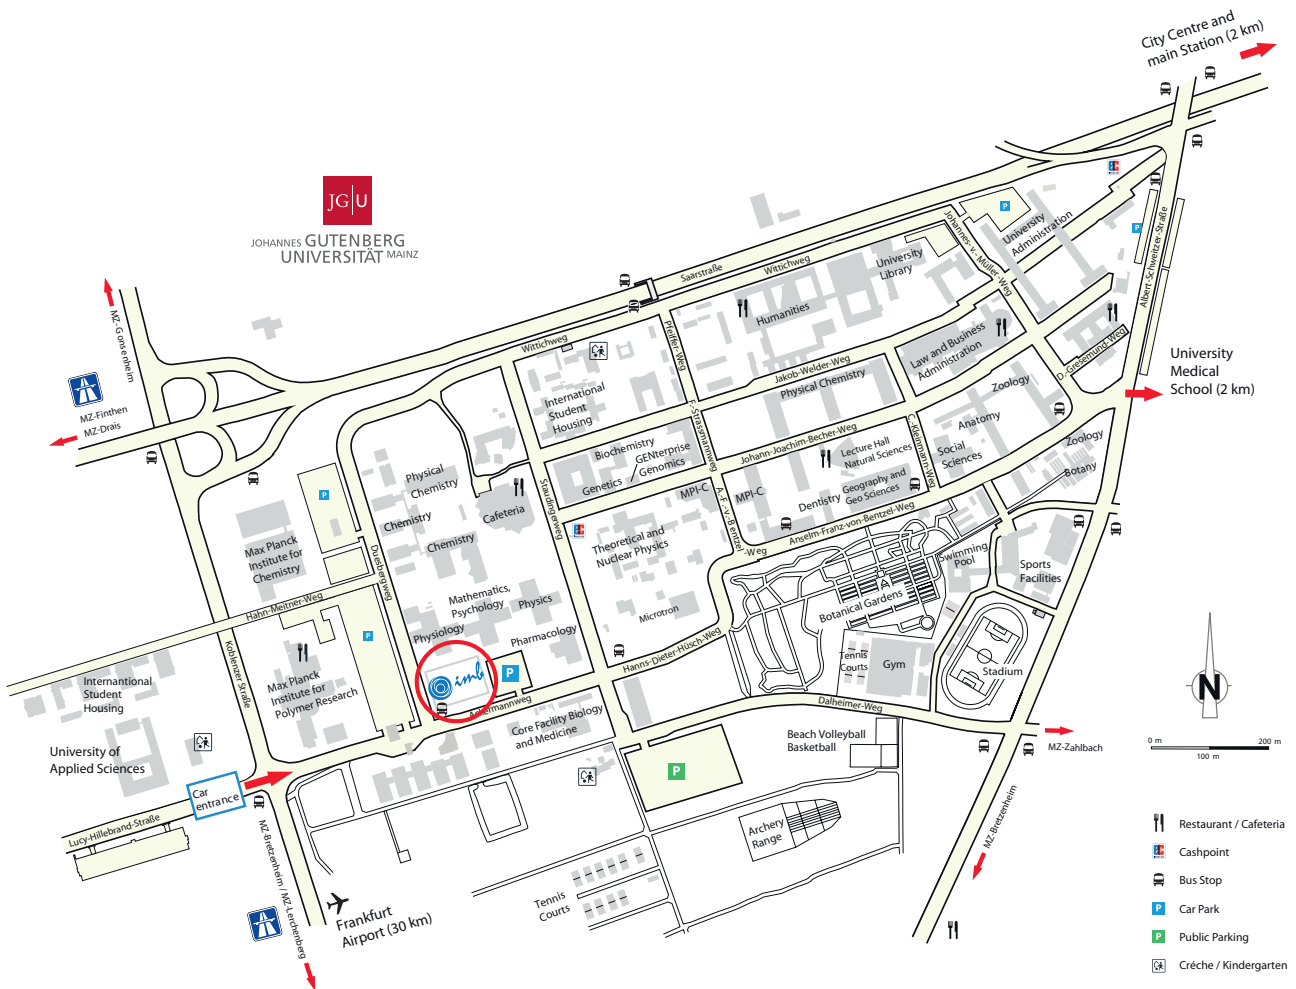 City Centre and
main Station (2 km)
JG|U
JOHANNES GUTENBERG
UNIVERSITÄT MAINZ
MZ-Gonsenheim
MZ-Finthen
MZ-Drais
Saarstraße
Wittichweg
Wittichweg
Johannes-v.-Müller-Weg
University
Administration
P
P
Albert-Schweitzer-Straße
University
Library
Humanities
Pfeiffer-Weg
Law and Business
Administration
D.-Gresemund-Weg
University
Medical
School (2 km)
Jakob-Welder-Weg
Physical Chemistry
Zoology
International
Student
Housing
F.-Strassmannweg
Johann-Joachim-Becher-Weg
C.-Kleinmann-Weg
Anatomy
Social
Sciences
Zoology
Botany
Biochemistry
GENterprise
Genomics
Genetics /
Lecture Hall
Natural Sciences
Geography and
Geo Sciences
Dentistry
MPI-C
MPI-C
A.-F.-v.-Bentzel
-Weg
Anselm-Franz-von-Bentzel-Weg
Physical
Chemistry
Chemistry
Chemistry
Cafeteria
Staudingerweg
P
Max Planck
Institute for
Chemistry
Duesbergweg
Theoretical and
Nuclear Physics
Swimming
Pool
Sports
Facilities
Botanical Gardens
Hahn-Meitner-Weg
Mathematics,
Psychology
Physics
Microtron
Physiology
Pharmacology
P
Koblenzer Straße
Hanns-Dieter-Hüsch-Weg
Tennis
Courts
Gym
Stadium
Interntanional
Student
Housing
Max Planck
Institute for
Polymer Research
imb
P
Ackermannweg
Dalheimer-Weg
N
Core Facility Biology
and Medicine
Beach Volleyball
Basketball
MZ-Zahlbach
0 m
200 m
100 m
University of
Applied Sciences
P
Car
entrance
Lucy-Hillebrand-Straße
Archery
Range
MZ-Bretzenheim
MZ-Bretzenheim / MZ-Lerchenberg
Frankfurt
Airport (30 km)
Tennis
Courts
Restaurant / Cafeteria
Cashpoint
Bus Stop
P Car Park
P Public Parking
Créche / Kindergarten